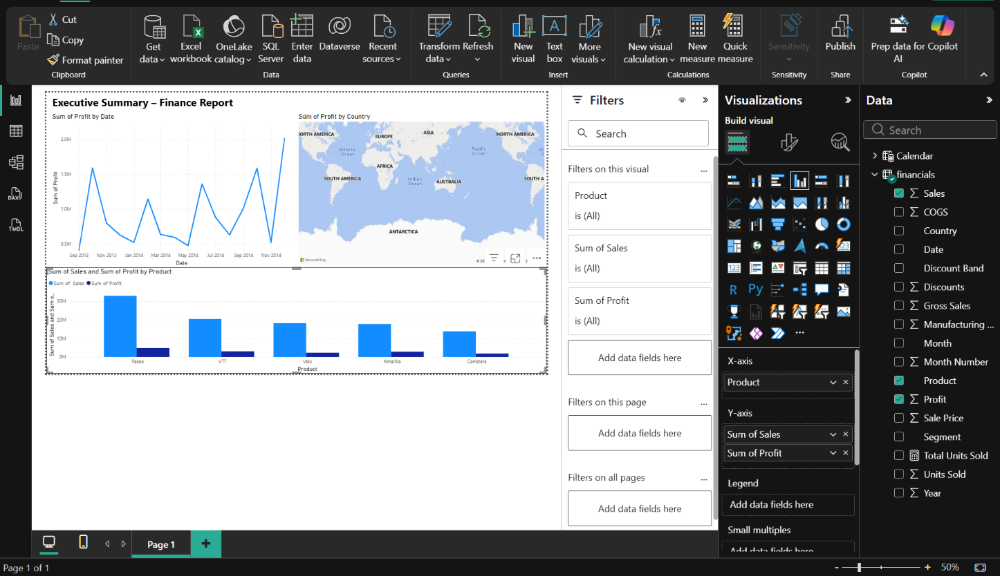 Paste
Cut
Copy
Format painter
Clipboard
Get data
Excel workbook
OneLake catalog
SQL Server
Enter data
Dataverse
Recent sources
Data
Transform data
Refresh
Queries
New visual
Text box
More visuals
Insert
New visual calculation
New measure
Quick measure
Calculations
Sensitivity
Sensitivity
Publish
Share
Prep data for AI
Copilot
Copilot
DAX
TMDL
Executive Summary – Finance Report
Sum of Profit by Date
Sum of Profit
2.0M
1.5M
1.0M
0.5M
Sep 2013
Nov 2013
Jan 2014
Mar 2014
May 2014
Jul 2014
Sep 2014
Nov 2014
Date
Sum of Profit by Country
NORTH AMERICA
EUROPE
ASIA
NORTH AMERICA
Atlantic Ocean
Pacific Ocean
AFRICA
SOUTH AMERICA
Indian Ocean
AUSTRALIA
SOUTH A
ANTARCTICA
Microsoft Bing
Sum of Sales and Sum of Profit by Product
Sum of Sales
Sum of Profit
Sum of Sales and Sum o...
30M
20M
10M
0M
Paseo
VTT
Velo
Amarilla
Carretera
Product
Filters
Search
Filters on this visual
...
Product
is (All)
Sum of Sales
is (All)
Sum of Profit
is (All)
Add data fields here
Filters on this page
...
Add data fields here
Filters on all pages
...
Add data fields here
Visualizations
Build visual
123
123
R
Py
...
X-axis
Product
Y-axis
Sum of Sales
Sum of Profit
Legend
Add data fields here
Small multiples
Add data fields here
Data
Search
Calendar
financials
Sales
COGS
Country
Date
Discount Band
Discounts
Gross Sales
Manufacturing ...
Month
Month Number
Product
Profit
Sale Price
Segment
Total Units Sold
Units Sold
Year
Page 1
Page 1 of 1
50%